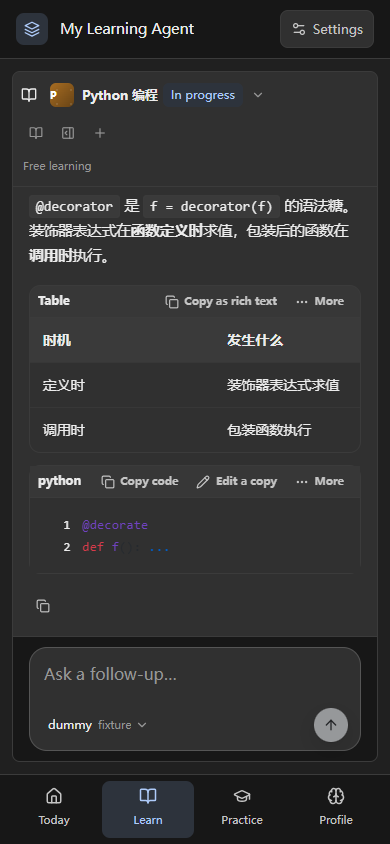 My Learning Agent
Settings
P
Python 编程
In progress
Free learning
@decorator 是 f = decorator(f) 的语法糖。
装饰器表达式在函数定义时求值，包装后的函数在
调用时执行。
Table
Copy as rich text
More
时机 发生什么
定义时 装饰器表达式求值
调用时 包装函数执行
python
Copy code
Edit a copy
More
1 @decorate
2 def f(): ...
Ask a follow-up...
dummy fixture
Today
Learn
Practice
Profile